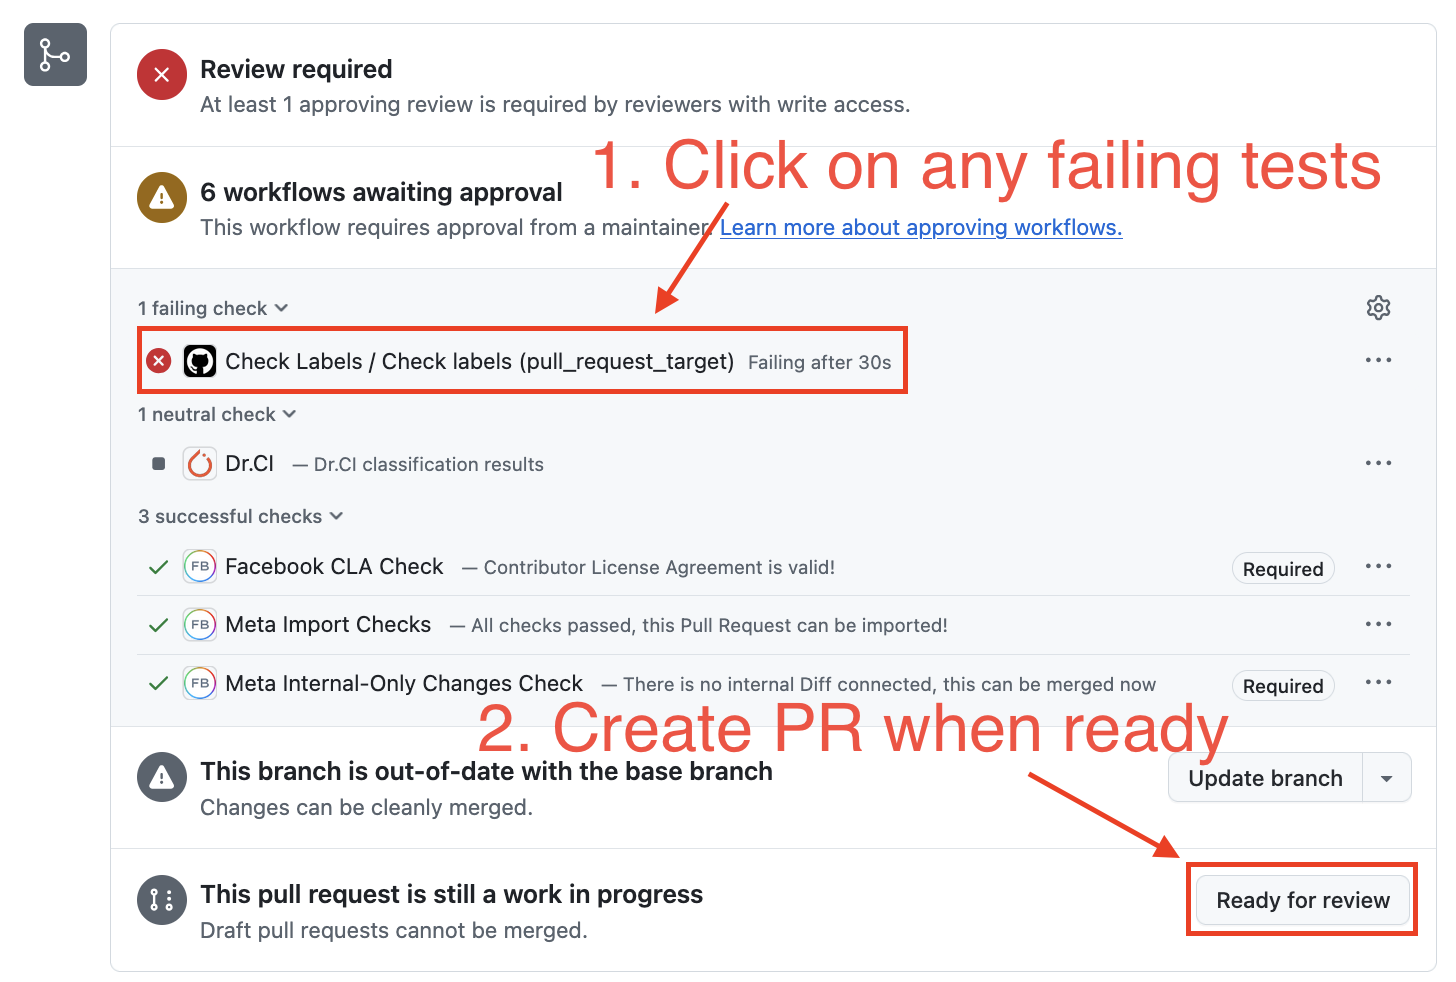 Review required
At least 1 approving review is required by reviewers with write access.
1. Click on any failing tests
6 workflows awaiting approval
This workflow requires approval from a maintainer. Learn more about approving workflows.
1 failing check
Check Labels / Check labels (pull_request_target) Failing after 30s
1 neutral check
Dr.CI — Dr.CI classification results
3 successful checks
FB Facebook CLA Check — Contributor License Agreement is valid! Required
FB Meta Import Checks — All checks passed, this Pull Request can be imported!
FB Meta Internal-Only Changes Check — There is no internal Diff connected, this can be merged now Required
2. Create PR when ready
This branch is out-of-date with the base branch
Changes can be cleanly merged.
Update branch
This pull request is still a work in progress
Draft pull requests cannot be merged.
Ready for review